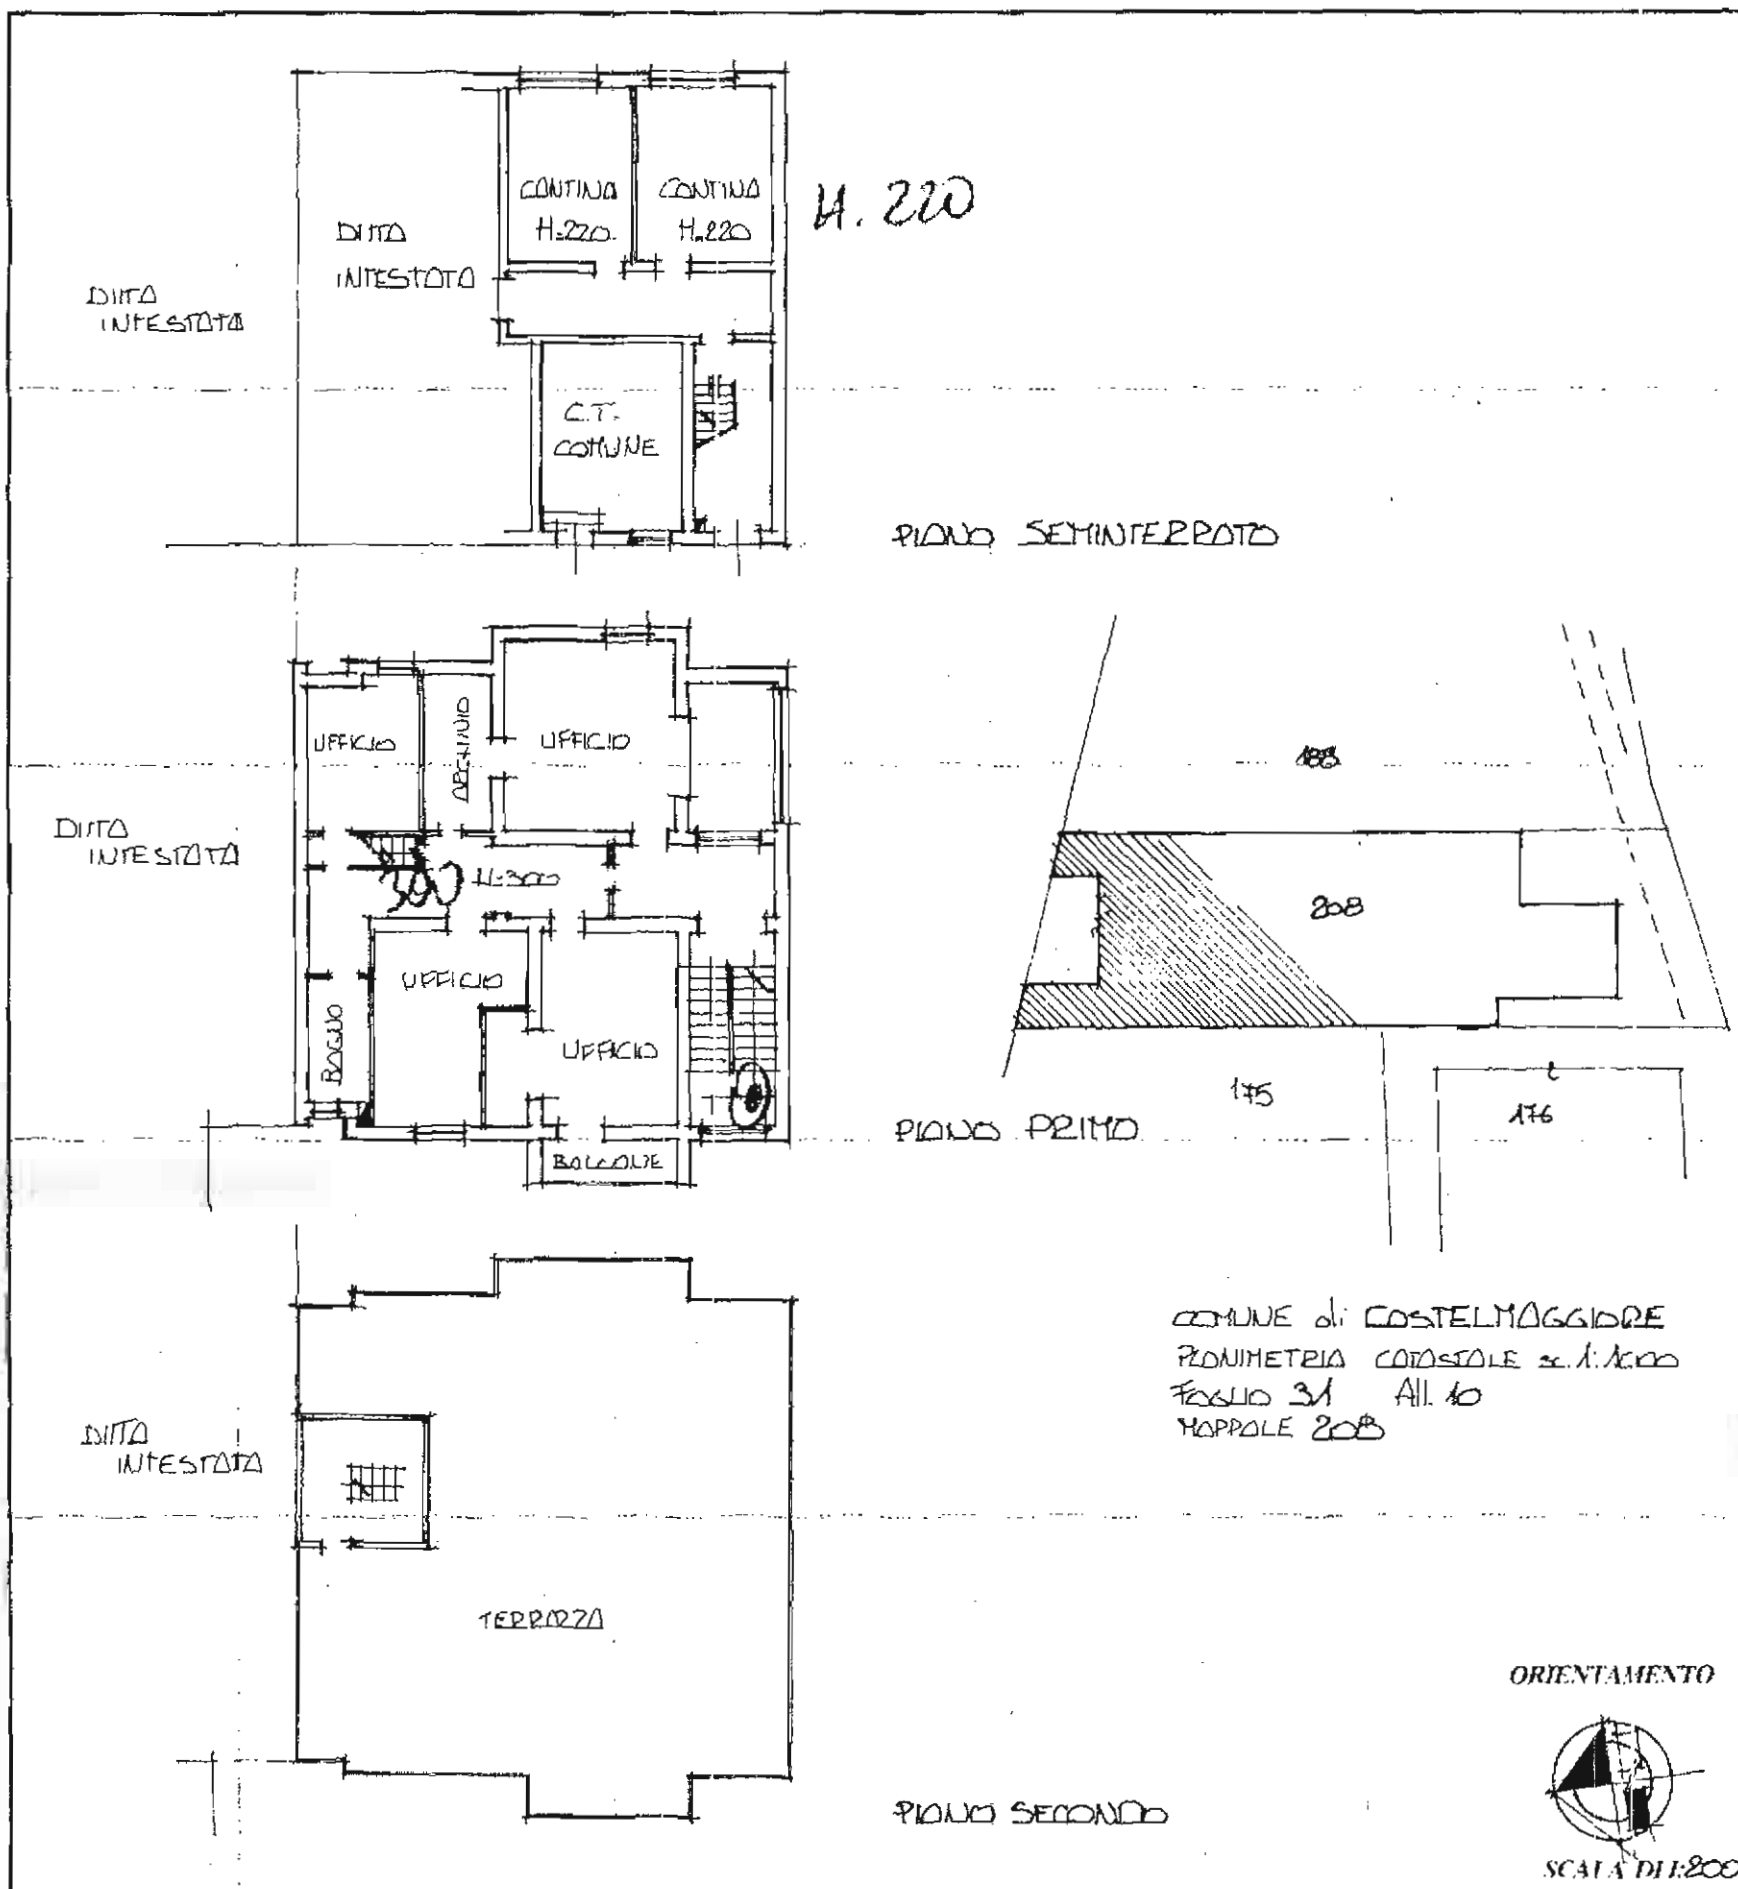 CANTINA
H=220
CANTINA
H=220
H. 220
DITTA
INTESTATA
DITTA
INTESTATA
C.T.
COMUNE
PIANO SEMINTERRATO
UFFICIO
ARCHIVIO
UFFICIO
DITTA
INTESTATA
H=300
UFFICIO
BAGNO
UFFICIO
BALCONE
PIANO PRIMO
188
208
175
176
COMUNE di CASTELMAGGIORE
PLANIMETRIA CATASTALE sc. 1:1000
FOGLIO 31 All. 10
MAPPALE 208
DITTA
INTESTATA
TERRAZZA
PIANO SECONDO
ORIENTAMENTO
SCALA DI 1:200